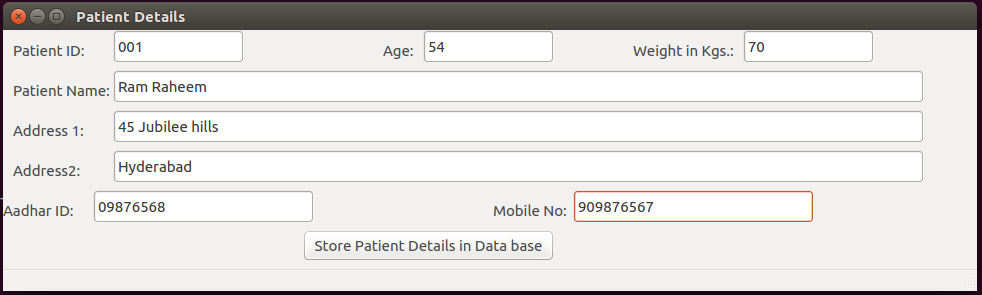 Patient Details
Patient ID: 001 Age: 54 Weight in Kgs.: 70
Patient Name: Ram Raheem
Address 1: 45 Jubilee hills
Address2: Hyderabad
Aadhar ID: 09876568 Mobile No: 909876567
Store Patient Details in Data base